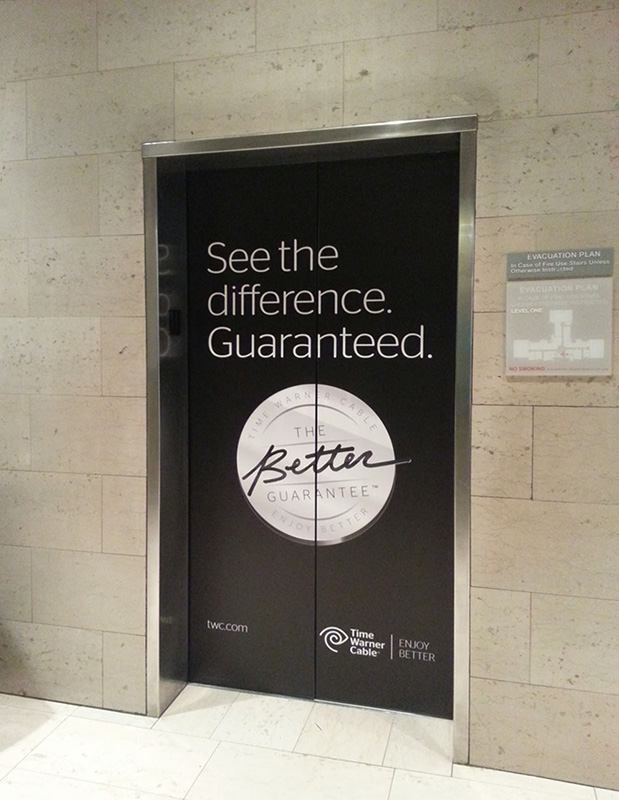 See the
difference.
Guaranteed.
TIME WARNER CABLE
THE
Better
GUARANTEE™
ENJOY BETTER
twc.com
Time
Warner
Cable
ENJOY
BETTER
EVACUATION PLAN
In Case of Fire Use Stairs Unless
Otherwise Instructed
EVACUATION PLAN
LEVEL ONE
NO SMOKING